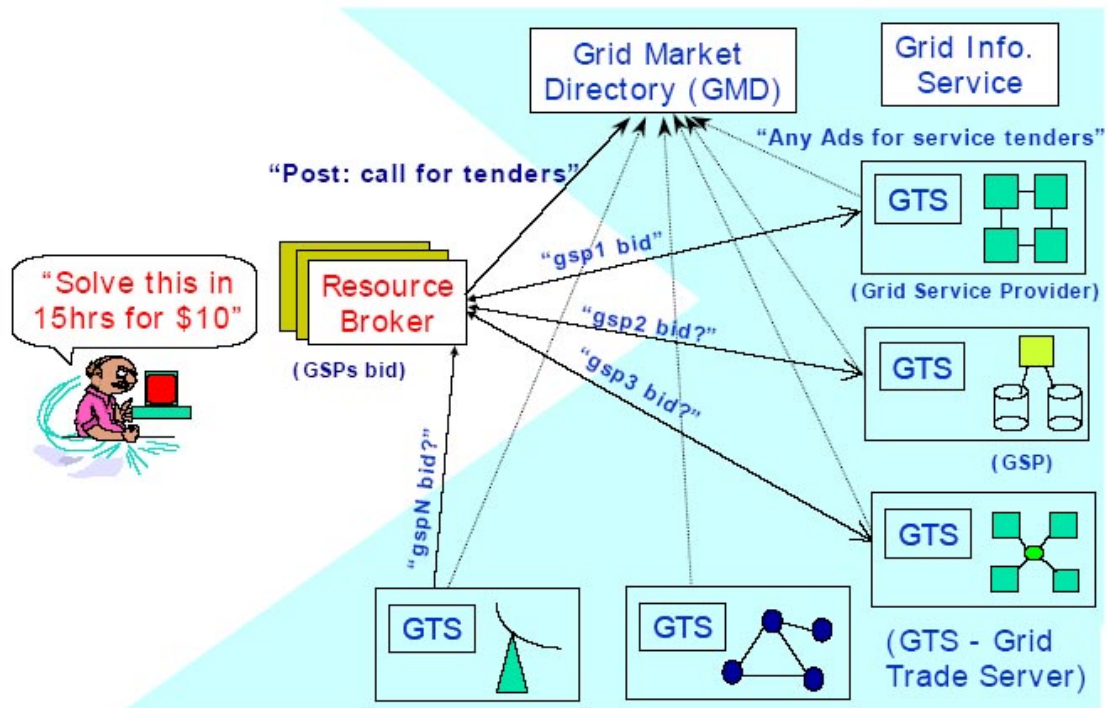 Grid Market
Directory (GMD)
Grid Info.
Service
“Any Ads for service tenders”
“Post: call for tenders”
GTS
“gsp1 bid”
“Solve this in
15hrs for $10”
Resource
Broker
(Grid Service Provider)
“gsp2 bid?”
(GSPs bid)
GTS
“gsp3 bid?”
(GSP)
“gspN bid?”
GTS
GTS
GTS
(GTS - Grid
Trade Server)